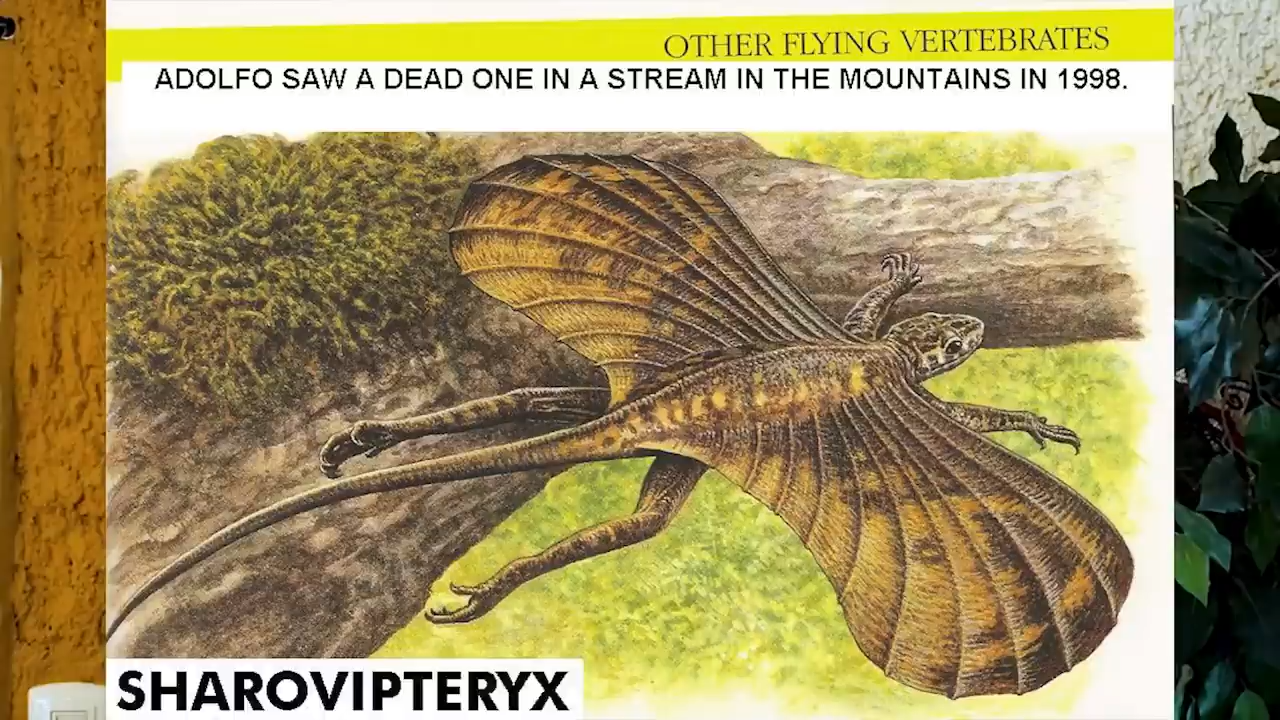 OTHER FLYING VERTEBRATES
ADOLFO SAW A DEAD ONE IN A STREAM IN THE MOUNTAINS IN 1998.
SHAROVIPTERYX